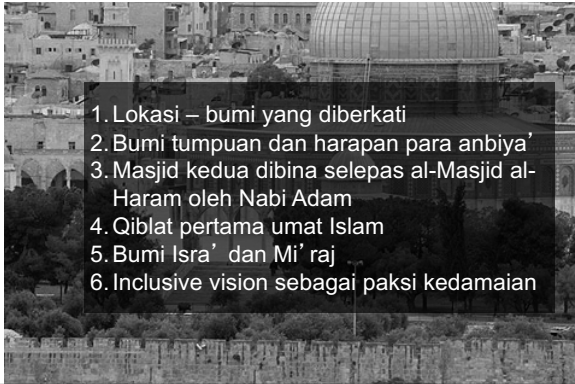 1. Lokasi – bumi yang diberkati
2. Bumi tumpuan dan harapan para anbiya’
3. Masjid kedua dibina selepas al-Masjid al-
Haram oleh Nabi Adam
4. Qiblat pertama umat Islam
5. Bumi Isra’ dan Mi’raj
6. Inclusive vision sebagai paksi kedamaian